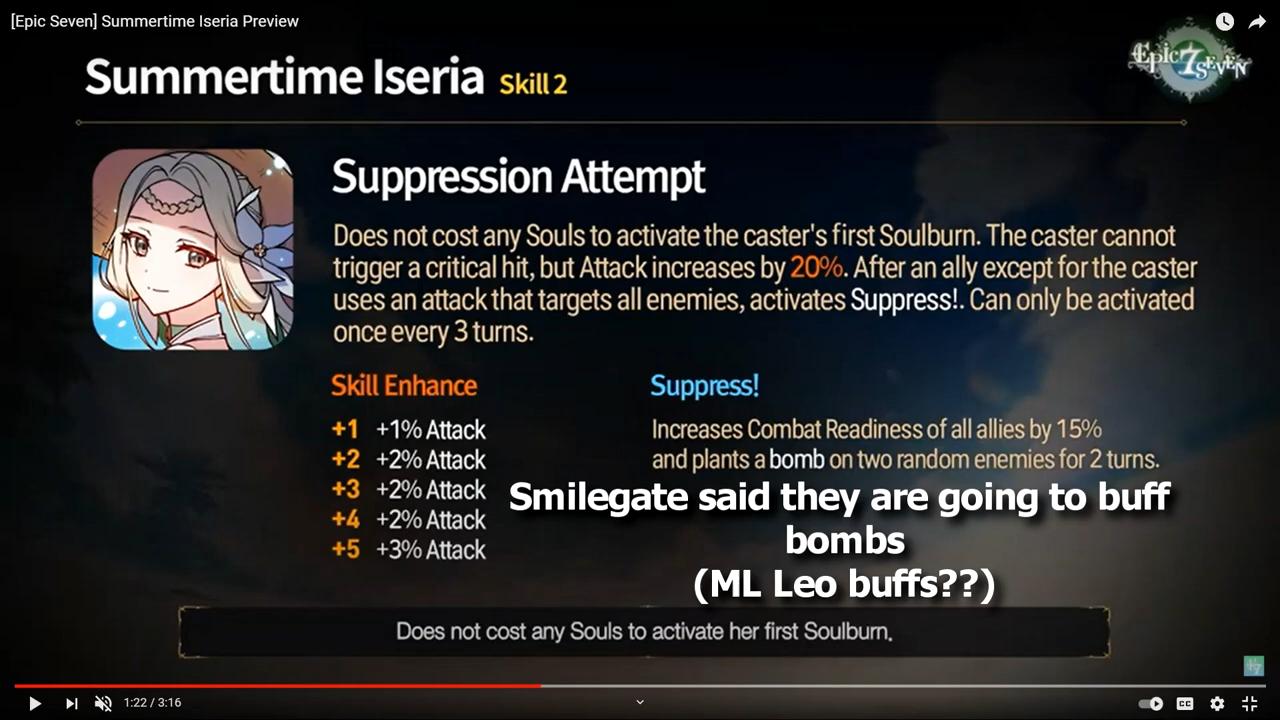 [Epic Seven] Summertime Iseria Preview
Epic 7 Seven
Summertime Iseria Skill 2
Suppression Attempt
Does not cost any Souls to activate the caster's first Soulburn. The caster cannot
trigger a critical hit, but Attack increases by 20%. After an ally except for the caster
uses an attack that targets all enemies, activates Suppress!. Can only be activated
once every 3 turns.
Skill Enhance
+1 +1% Attack
+2 +2% Attack
+3 +2% Attack
+4 +2% Attack
+5 +3% Attack
Suppress!
Increases Combat Readiness of all allies by 15%
and plants a bomb on two random enemies for 2 turns.
Smilegate said they are going to buff
bombs
(ML Leo buffs??)
Does not cost any Souls to activate her first Soulburn.
1:22 / 3:16
CC